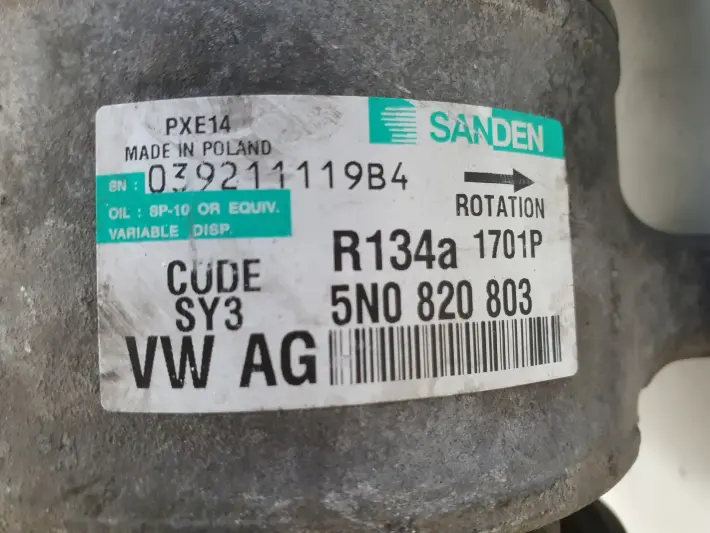 PXE14
SANDEN
MADE IN POLAND
SN : 039211119B4
ROTATION
OIL : SP-10 OR EQUIV.
VARIABLE DISP.
R134a 1701P
CUDE
SY3
5N0 820 803
VW AG